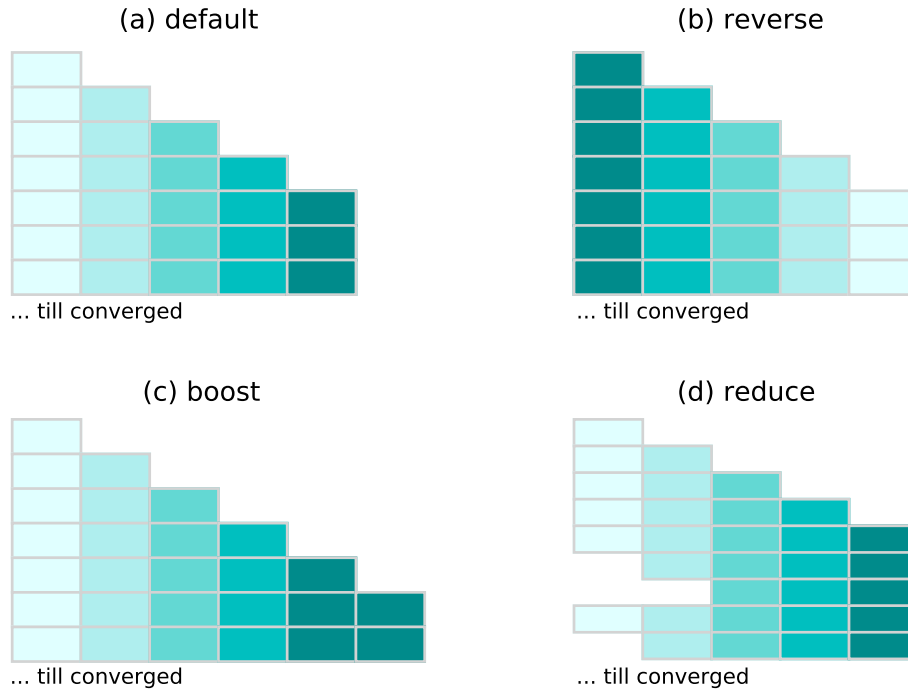 (a) default
(b) reverse
... till converged
... till converged
(c) boost
(d) reduce
... till converged
... till converged